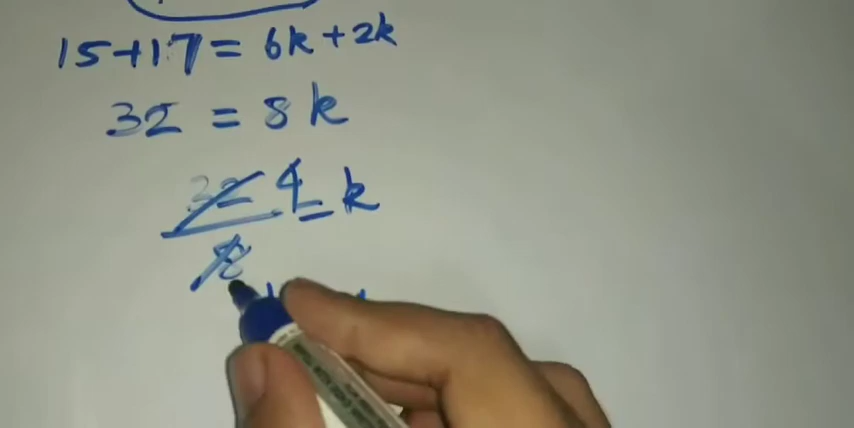 15+17 = 6k+2k
32 = 8k
32 4 = k
8